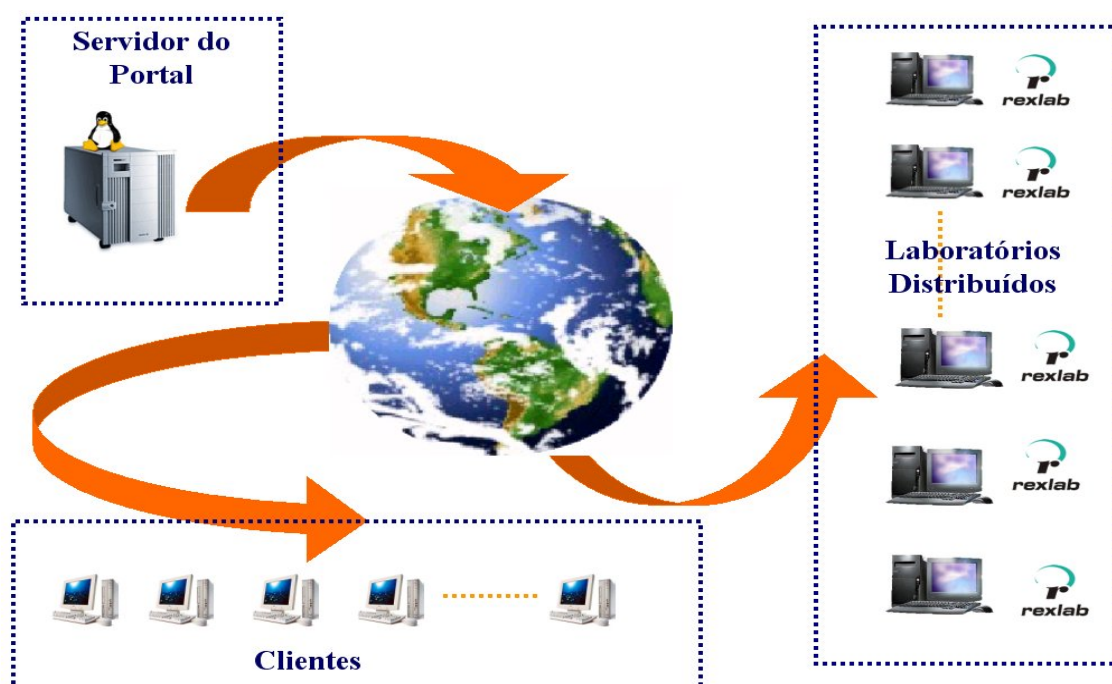 Servidor do
Portal
rexlab
rexlab
Laboratórios
Distribuídos
rexlab
rexlab
rexlab
Clientes